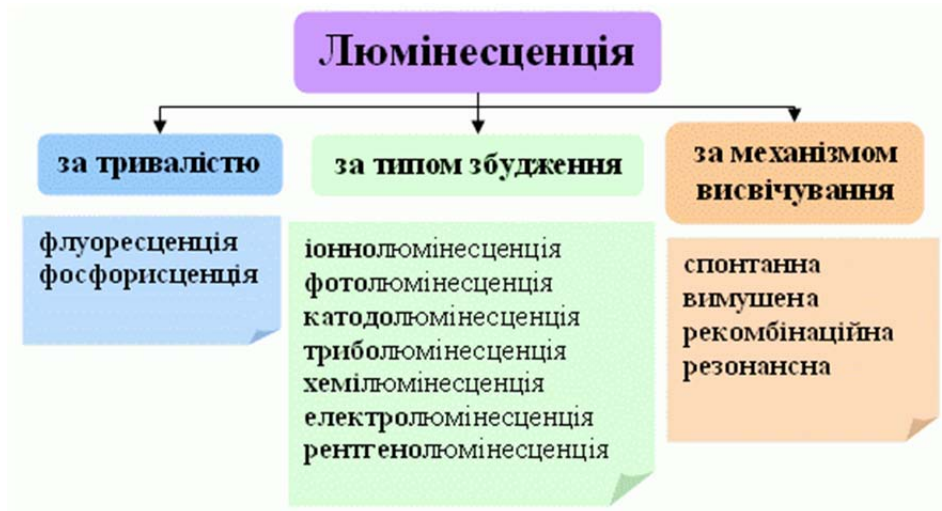 Люмінесценція
за тривалістю
флуоресценція
фосфорисценція
за типом збудження
іоннолюмінесценція
фотолюмінесценція
катодолюмінесценція
триболюмінесценція
хемілюмінесценція
електролюмінесценція
рентгенолюмінесценція
за механізмом
висвічування
спонтанна
вимушена
рекомбінаційна
резонансна